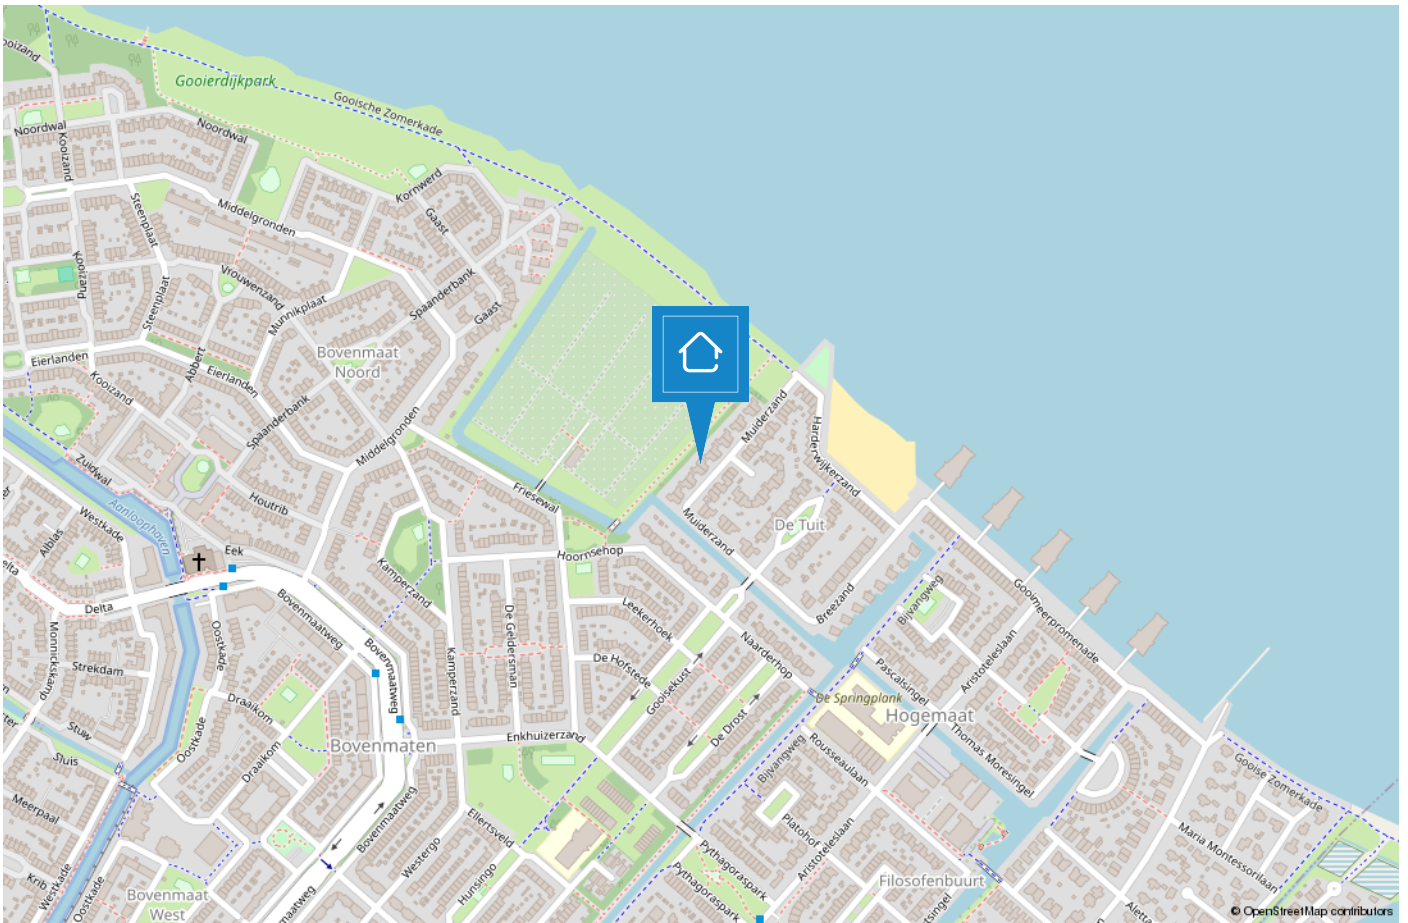 Gooierdijkpark
Gooische Zomerkade
Noordwal
Noordwal
Kooizand
Kornwerd
Middelgronden
Gaast
Steenplaat
Kooizand
Vrouwenzand
Spaanderbank
Munnikplaat
Steenplaat
Gaast
Bovenmaat
Noord
Eierlanden
Abbert
Eierlanden
Kooizand
Spaanderbank
Middelgronden
Muiderzand
Harderwijkerzand
Zuidwal
Houtrib
Friesewal
Aanloophaven
Westkade
Muiderzand
De Tuit
Alblas
Eek
Hoornsehop
Kamperzand
Delta
Bovenmaatweg
Leekerhoek
De Geldersman
Breezand
Bijvangweg
Gooimeerpromenade
Monnickskamp
Oostkade
Bovenmaatweg
Naarderhop
Aristoteleslaan
Strekdam
De Hofstede
Kamperzand
Gooisekust
Pascalsingel
De Springplank
Hogemaat
Draaikom
Stuw
Oostkade
De Drost
Thomas Moresingel
Bovenmaten
Enkhuizerzand
Draaikom
Sluis
Bijvangweg
Rousseaulaan
Gooise Zomerkade
Meerpaal
Bovenmaatweg
Ellertsveld
Platohof
Aristoteleslaan
Maria Montessorilaan
Westergo
Pythagoraspark
Krib
Westkade
Oostkade
Hunsingo
Pythagoraspark
Filosofenbuurt
Bovenmaat
West
© OpenStreetMap contributors